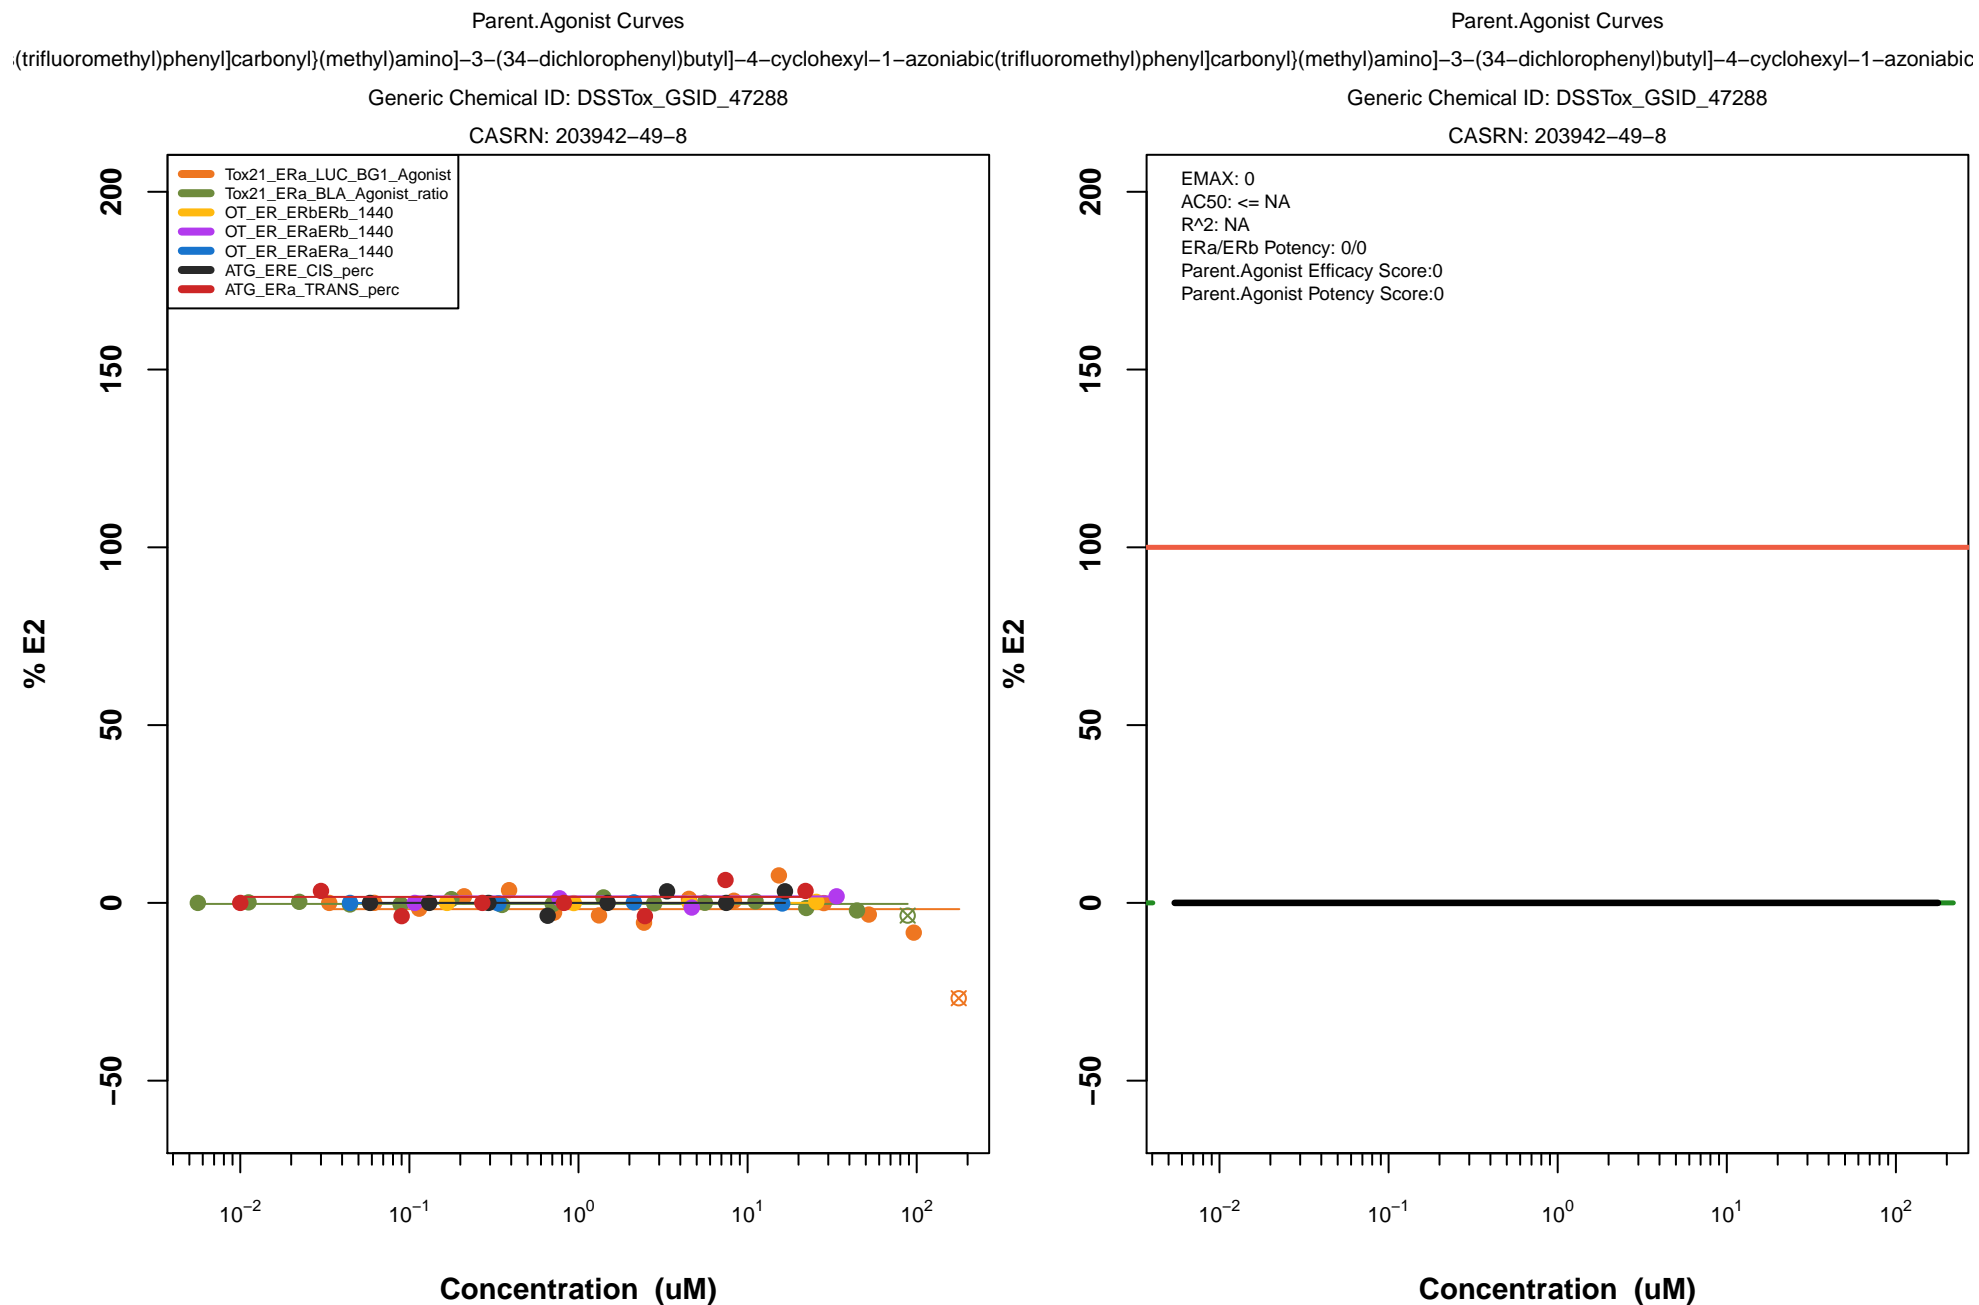 Parent.Agonist Curves
(trifluoromethyl)phenyl]carbonyl}(methyl)amino]−3−(34−dichlorophenyl)butyl]−4−cyclohexyl−1−azoniabic
Generic Chemical ID: DSSTox_GSID_47288
CASRN: 203942−49−8
Tox21_ERa_LUC_BG1_Agonist
Tox21_ERa_BLA_Agonist_ratio
OT_ER_ERbERb_1440
OT_ER_ERaERb_1440
OT_ER_ERaERa_1440
ATG_ERE_CIS_perc
ATG_ERa_TRANS_perc
200
150
100
50
0
−50
% E2
10⁻² 10⁻¹ 10⁰ 10¹ 10²
Concentration (uM)
Parent.Agonist Curves
(trifluoromethyl)phenyl]carbonyl}(methyl)amino]−3−(34−dichlorophenyl)butyl]−4−cyclohexyl−1−azoniabic
Generic Chemical ID: DSSTox_GSID_47288
CASRN: 203942−49−8
EMAX: 0
AC50: <= NA
R^2: NA
ERa/ERb Potency: 0/0
Parent.Agonist Efficacy Score:0
Parent.Agonist Potency Score:0
200
150
100
50
0
−50
% E2
10⁻² 10⁻¹ 10⁰ 10¹ 10²
Concentration (uM)